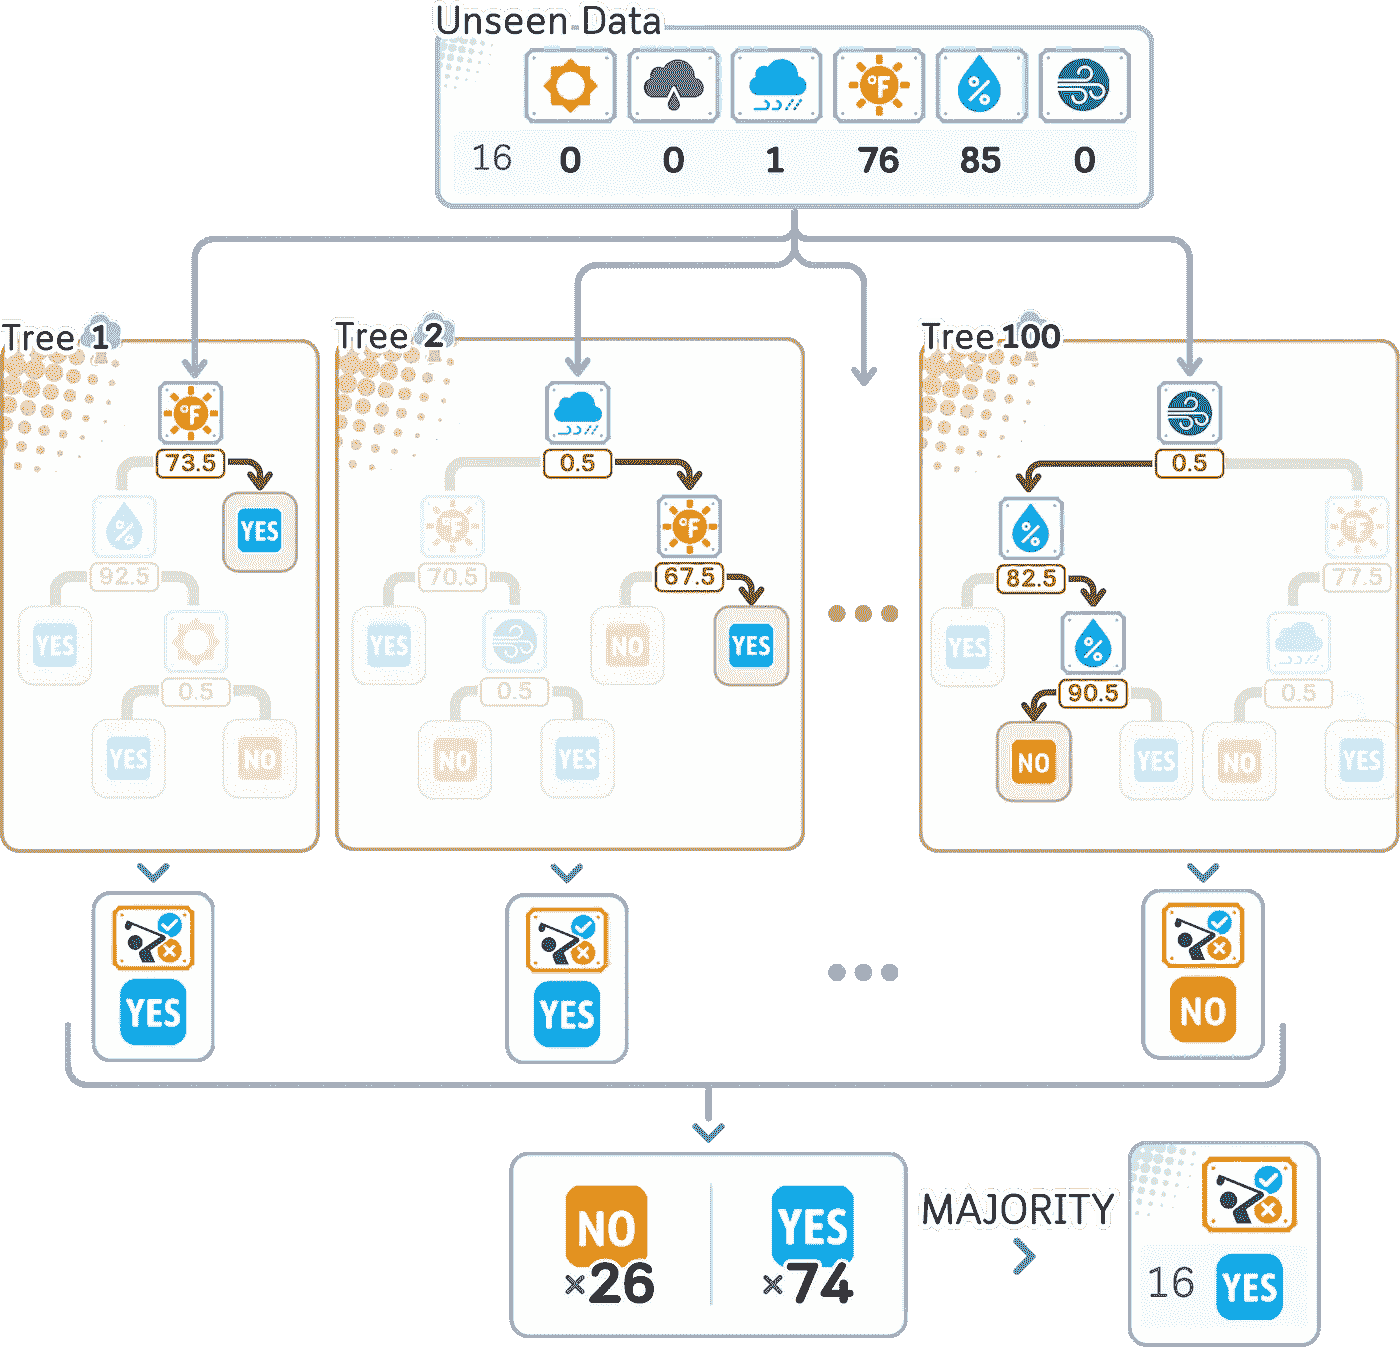 Unseen Data
°F % 
16 0 0 1 76 85 0
Tree 1
Tree 2
Tree 100
°F
73.5
%
YES
92.5
YES
0.5
YES NO
0.5
°F
°F
70.5
67.5
YES
NO
YES
0.5
NO YES
0.5
%
°F
82.5
77.5
YES
%
90.5
0.5
NO YES NO YES
YES
YES
NO
NO
×26
YES
×74
MAJORITY
16 YES